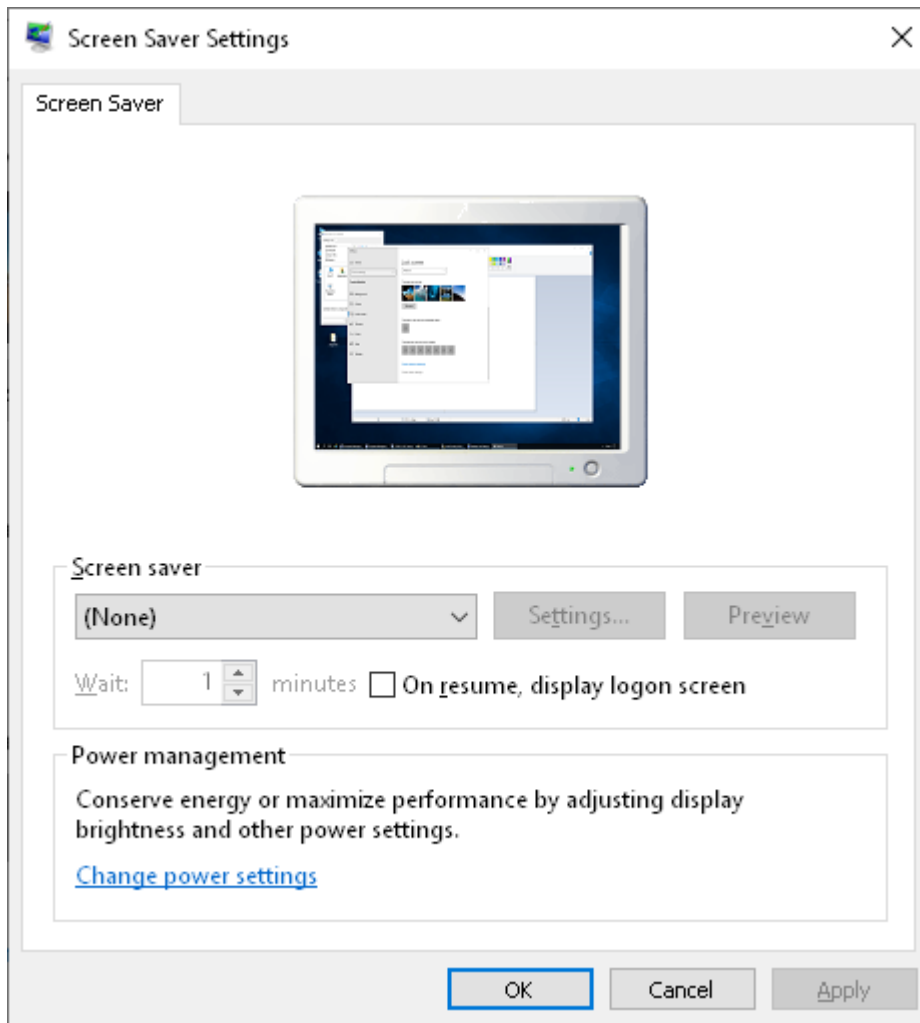 Screen Saver Settings
Screen Saver
Screen saver
(None)
Settings...
Preview
Wait:
1
minutes
On resume, display logon screen
Power management
Conserve energy or maximize performance by adjusting display
brightness and other power settings.
Change power settings
OK
Cancel
Apply